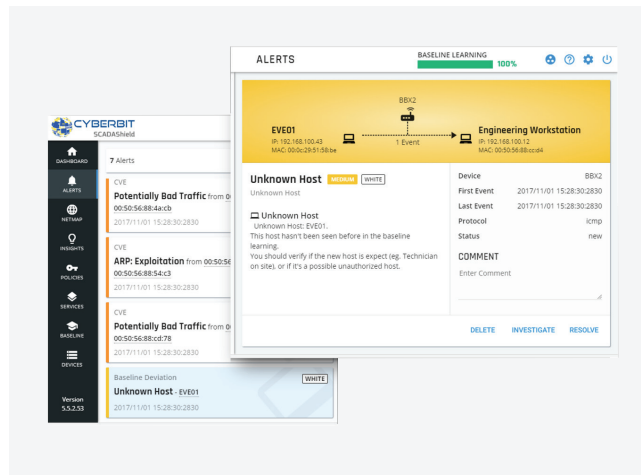 ALERTS
BASELINE LEARNING
100%
BBX2
EVE01
IP: 192.168.100.43
MAC: 00:0c:29:51:58:be
1 Event
Engineering Workstation
IP: 192.168.100.12
MAC: 00:50:56:88:cc:d4
Unknown Host MEDIUM WHITE
Unknown Host
Unknown Host
Unknown Host: EVE01.
This host hasn't been seen before in the baseline
learning.
You should verify if the new host is expect (eg. Technician
on site), or if it's a possible unauthorized host.
Device BBX2
First Event 2017/11/01 15:28:30:2830
Last Event 2017/11/01 15:28:30:2830
Protocol icmp
Status new
COMMENT
Enter Comment
DELETE INVESTIGATE RESOLVE
CYBERBIT
SCADAShield
DASHBOARD
ALERTS
NETMAP
INSIGHTS
POLICIES
SERVICES
BASELINE
DEVICES
Version
5.5.2.53
7 Alerts
CVE
Potentially Bad Traffic from
00:50:56:88:4a:cb
2017/11/01 15:28:30:2830
CVE
ARP: Exploitation from 00:50:56
00:50:56:88:54:c3
2017/11/01 15:28:30:2830
CVE
Potentially Bad Traffic from
00:50:56:88:cd:78
2017/11/01 15:28:30:2830
Baseline Deviation WHITE
Unknown Host - EVE01
2017/11/01 15:28:30:2830